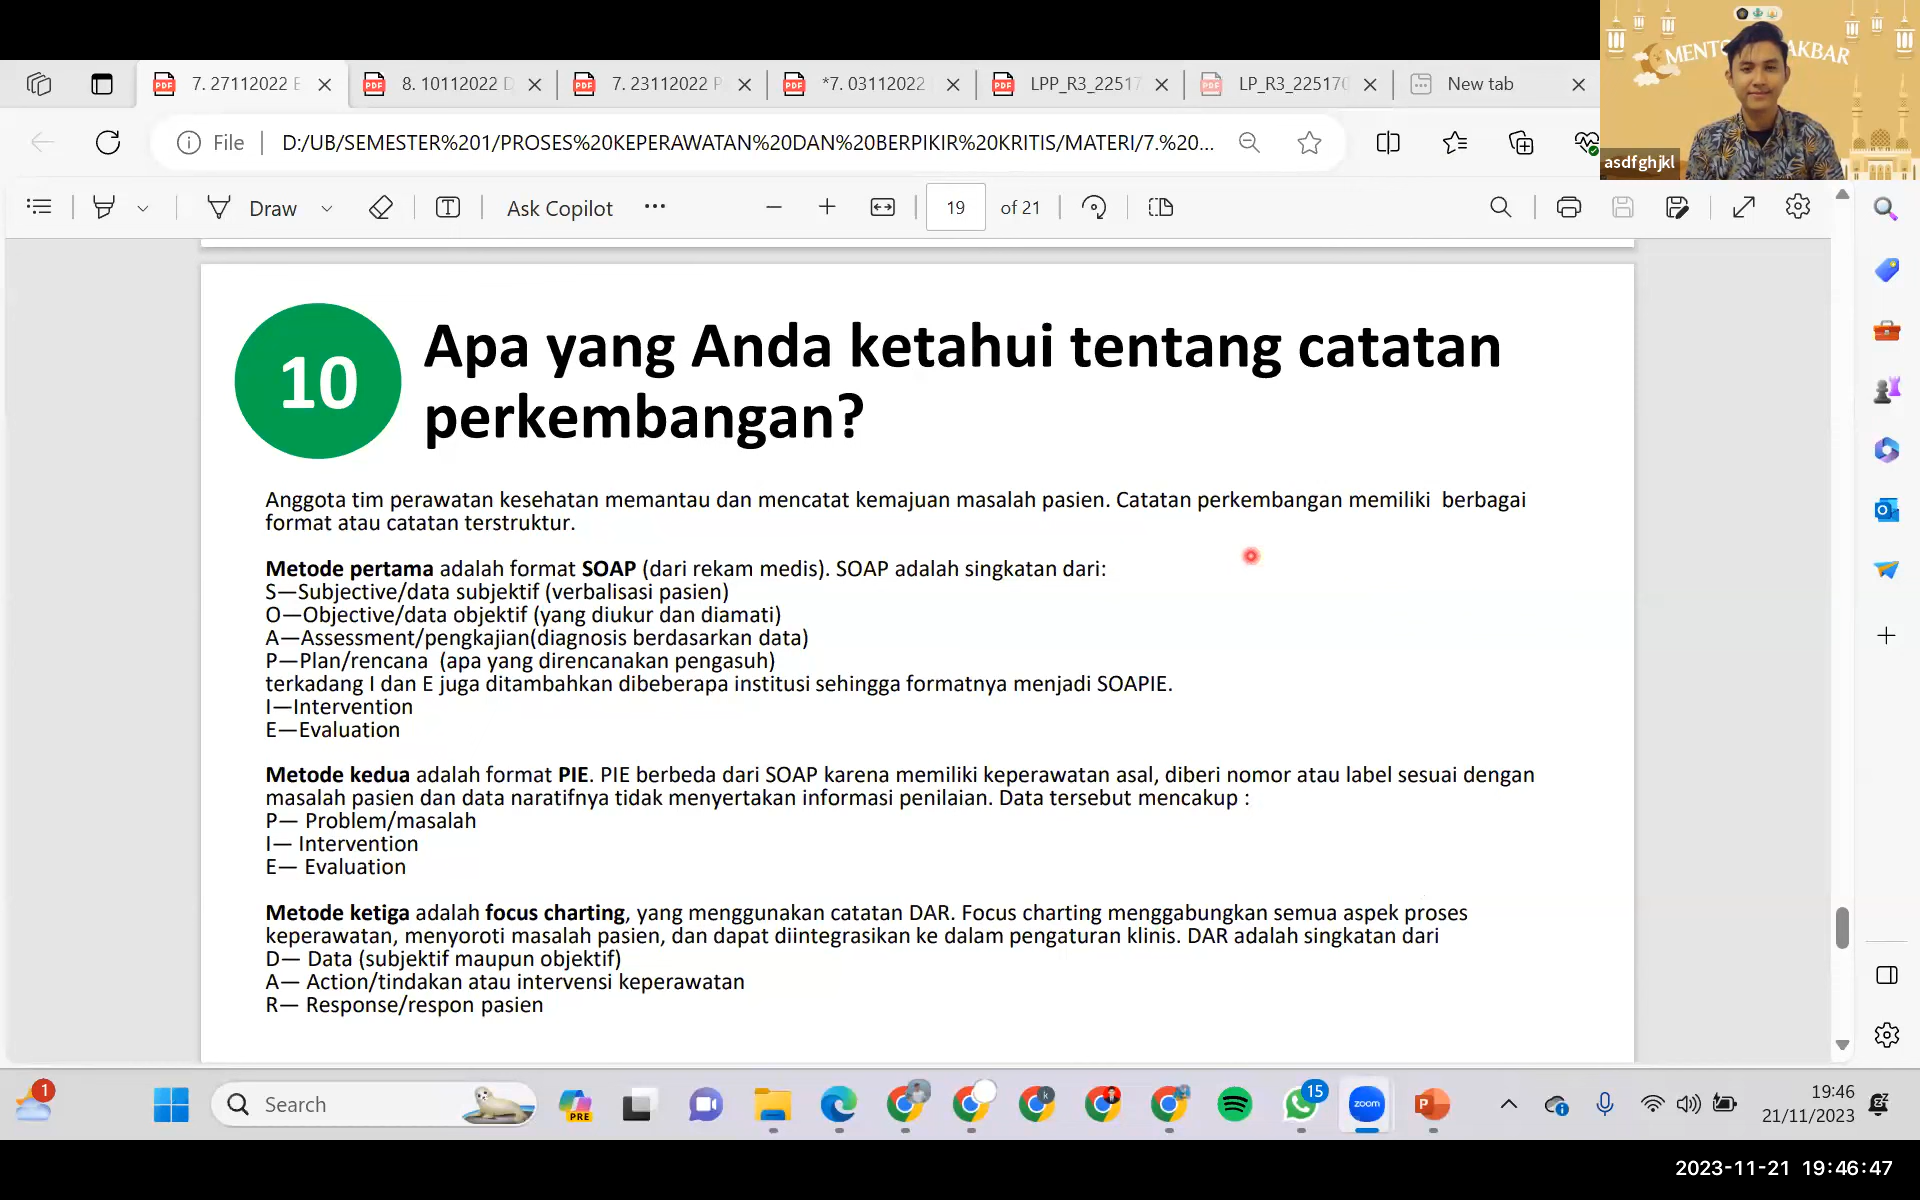 MENTO AKBAR
asdfghjkl
7. 27112022 E
8. 10112022 D
7. 23112022 P
*7. 03112022
LPP_R3_22517
LP_R3_225170
New tab
File
D:/UB/SEMESTER%201/PROSES%20KEPERAWATAN%20DAN%20BERPIKIR%20KRITIS/MATERI/7.%20...
Draw
Ask Copilot
19 of 21
10
Apa yang Anda ketahui tentang catatan
perkembangan?
Anggota tim perawatan kesehatan memantau dan mencatat kemajuan masalah pasien. Catatan perkembangan memiliki berbagai
format atau catatan terstruktur.
Metode pertama adalah format SOAP (dari rekam medis). SOAP adalah singkatan dari:
S—Subjective/data subjektif (verbalisasi pasien)
O—Objective/data objektif (yang diukur dan diamati)
A—Assessment/pengkajian(diagnosis berdasarkan data)
P—Plan/rencana (apa yang direncanakan pengasuh)
terkadang I dan E juga ditambahkan dibeberapa institusi sehingga formatnya menjadi SOAPIE.
I—Intervention
E—Evaluation
Metode kedua adalah format PIE. PIE berbeda dari SOAP karena memiliki keperawatan asal, diberi nomor atau label sesuai dengan
masalah pasien dan data naratifnya tidak menyertakan informasi penilaian. Data tersebut mencakup :
P— Problem/masalah
I— Intervention
E— Evaluation
Metode ketiga adalah focus charting, yang menggunakan catatan DAR. Focus charting menggabungkan semua aspek proses
keperawatan, menyoroti masalah pasien, dan dapat diintegrasikan ke dalam pengaturan klinis. DAR adalah singkatan dari
D— Data (subjektif maupun objektif)
A— Action/tindakan atau intervensi keperawatan
R— Response/respon pasien
1
Search
PRE
15
zoom
19:46
21/11/2023
2023-11-21 19:46:47